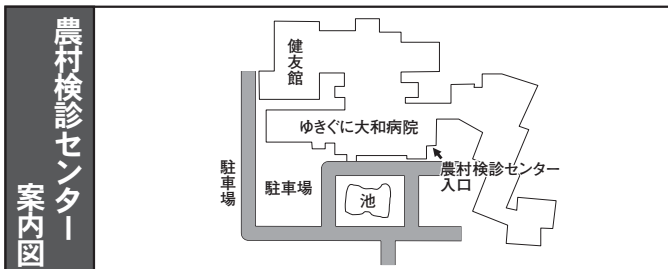 農村検診センター
案内図
健友館
ゆきぐに大和病院
駐車場
駐車場
池
農村検診センター
入口